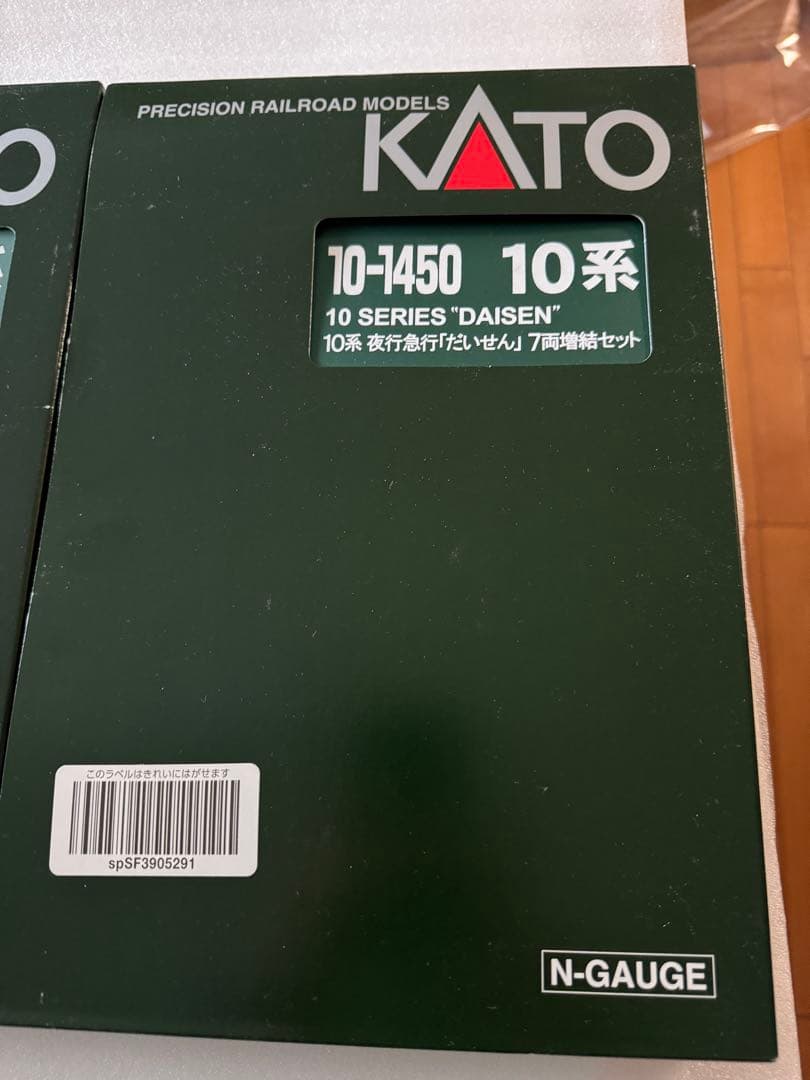 PRECISION RAILROAD MODELS
KATO
10-1450 10系
10 SERIES "DAISEN"
10系 夜行急行「だいせん」 7両増結セット
このラベルはきれいにはがせます
spSF3905291
N-GAUGE
O